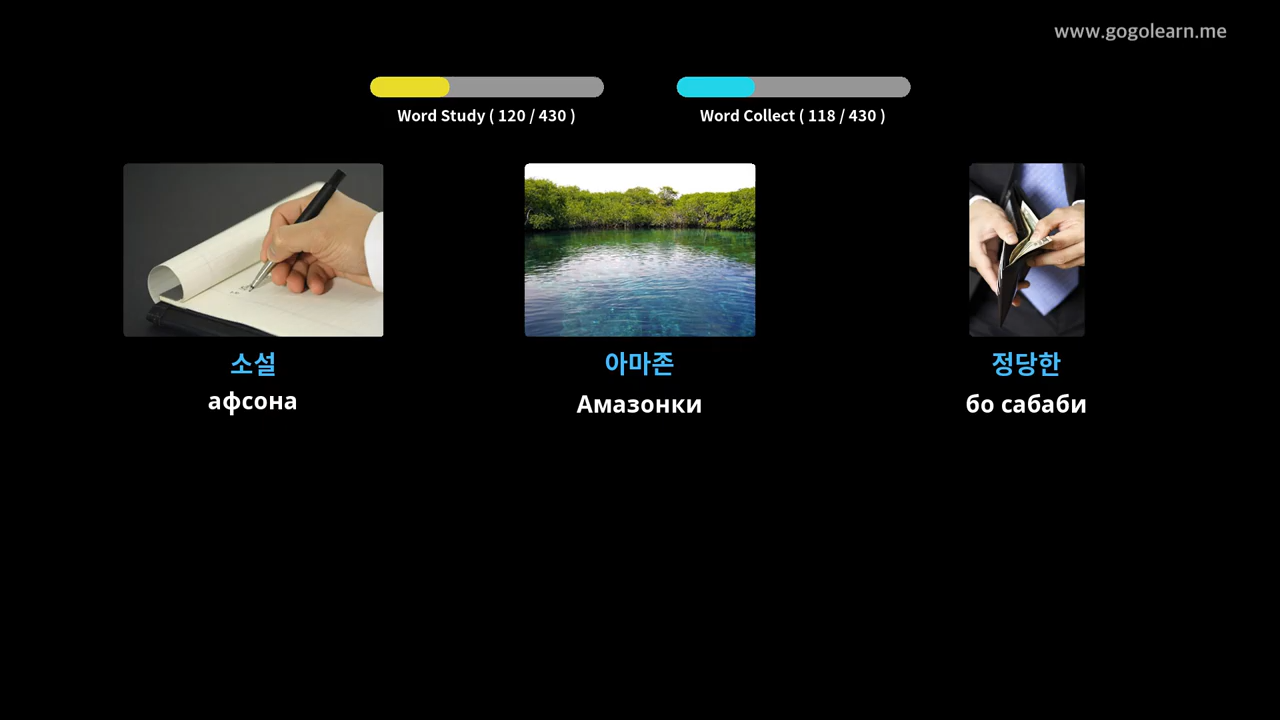 www.gogolearn.me
Word Study ( 120 / 430 )
Word Collect ( 118 / 430 )
소설
아마존
정당한
афсона
Амазонки
бо сабаби